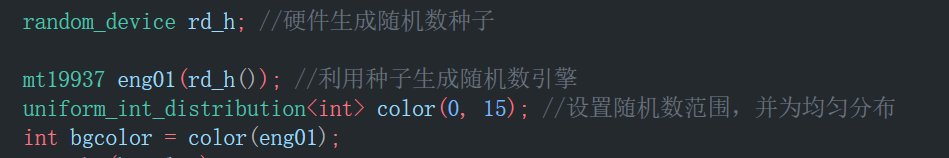 random_device rd_h; //硬件生成随机数种子
mt19937 eng01(rd_h()); //利用种子生成随机数引擎
uniform_int_distribution<int> color(0, 15); //设置随机数范围，并为均匀分布
int bgcolor = color(eng01);